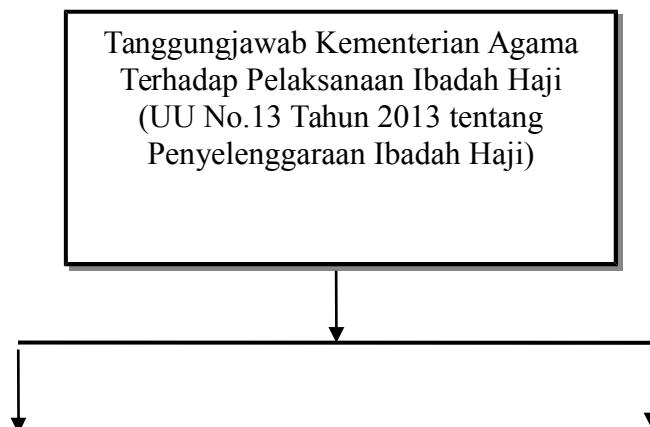 Tanggungjawab Kementerian Agama
Terhadap Pelaksanaan Ibadah Haji
(UU No.13 Tahun 2013 tentang
Penyelenggaraan Ibadah Haji)